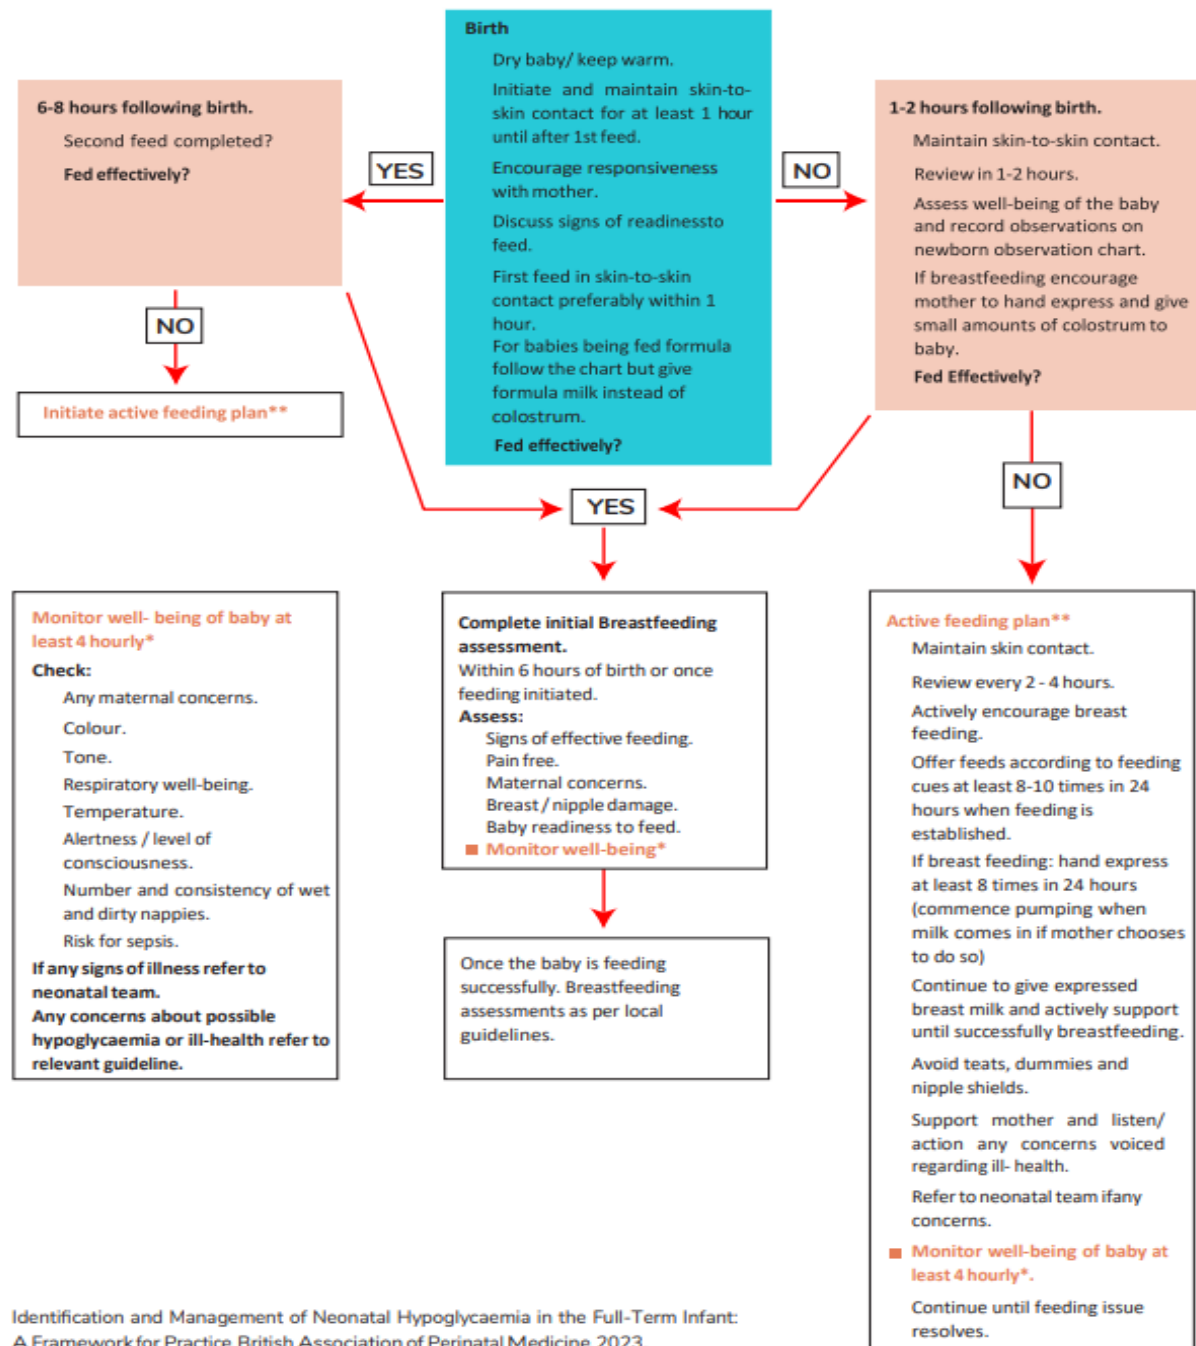 Birth
Dry baby/ keep warm.
Initiate and maintain skin-to-
skin contact for at least 1 hour
until after 1st feed.
Encourage responsiveness
with mother.
Discuss signs of readinessto
feed.
First feed in skin-to-skin
contact preferably within 1
hour.
For babies being fed formula
follow the chart but give
formula milk instead of
colostrum.
Fed effectively?
YES
NO
6-8 hours following birth.
Second feed completed?
Fed effectively?
NO
Initiate active feeding plan**
1-2 hours following birth.
Maintain skin-to-skin contact.
Review in 1-2 hours.
Assess well-being of the baby
and record observations on
newborn observation chart.
If breastfeeding encourage
mother to hand express and give
small amounts of colostrum to
baby.
Fed Effectively?
YES
NO
Monitor well- being of baby at
least 4 hourly*
Check:
Any maternal concerns.
Colour.
Tone.
Respiratory well-being.
Temperature.
Alertness / level of
consciousness.
Number and consistency of wet
and dirty nappies.
Risk for sepsis.
If any signs of illness refer to
neonatal team.
Any concerns about possible
hypoglycaemia or ill-health refer to
relevant guideline.
Complete initial Breastfeeding
assessment.
Within 6 hours of birth or once
feeding initiated.
Assess:
Signs of effective feeding.
Pain free.
Maternal concerns.
Breast / nipple damage.
Baby readiness to feed.
Monitor well-being*
Once the baby is feeding
successfully. Breastfeeding
assessments as per local
guidelines.
Active feeding plan**
Maintain skin contact.
Review every 2 - 4 hours.
Actively encourage breast
feeding.
Offer feeds according to feeding
cues at least 8-10 times in 24
hours when feeding is
established.
If breast feeding: hand express
at least 8 times in 24 hours
(commence pumping when
milk comes in if mother chooses
to do so)
Continue to give expressed
breast milk and actively support
until successfully breastfeeding.
Avoid teats, dummies and
nipple shields.
Support mother and listen/
action any concerns voiced
regarding ill- health.
Refer to neonatal team ifany
concerns.
Monitor well-being of baby at
least 4 hourly*.
Continue until feeding issue
resolves.
Identification and Management of Neonatal Hypoglycaemia in the Full-Term Infant:
A Framework for Practice British Association of Perinatal Medicine 2023